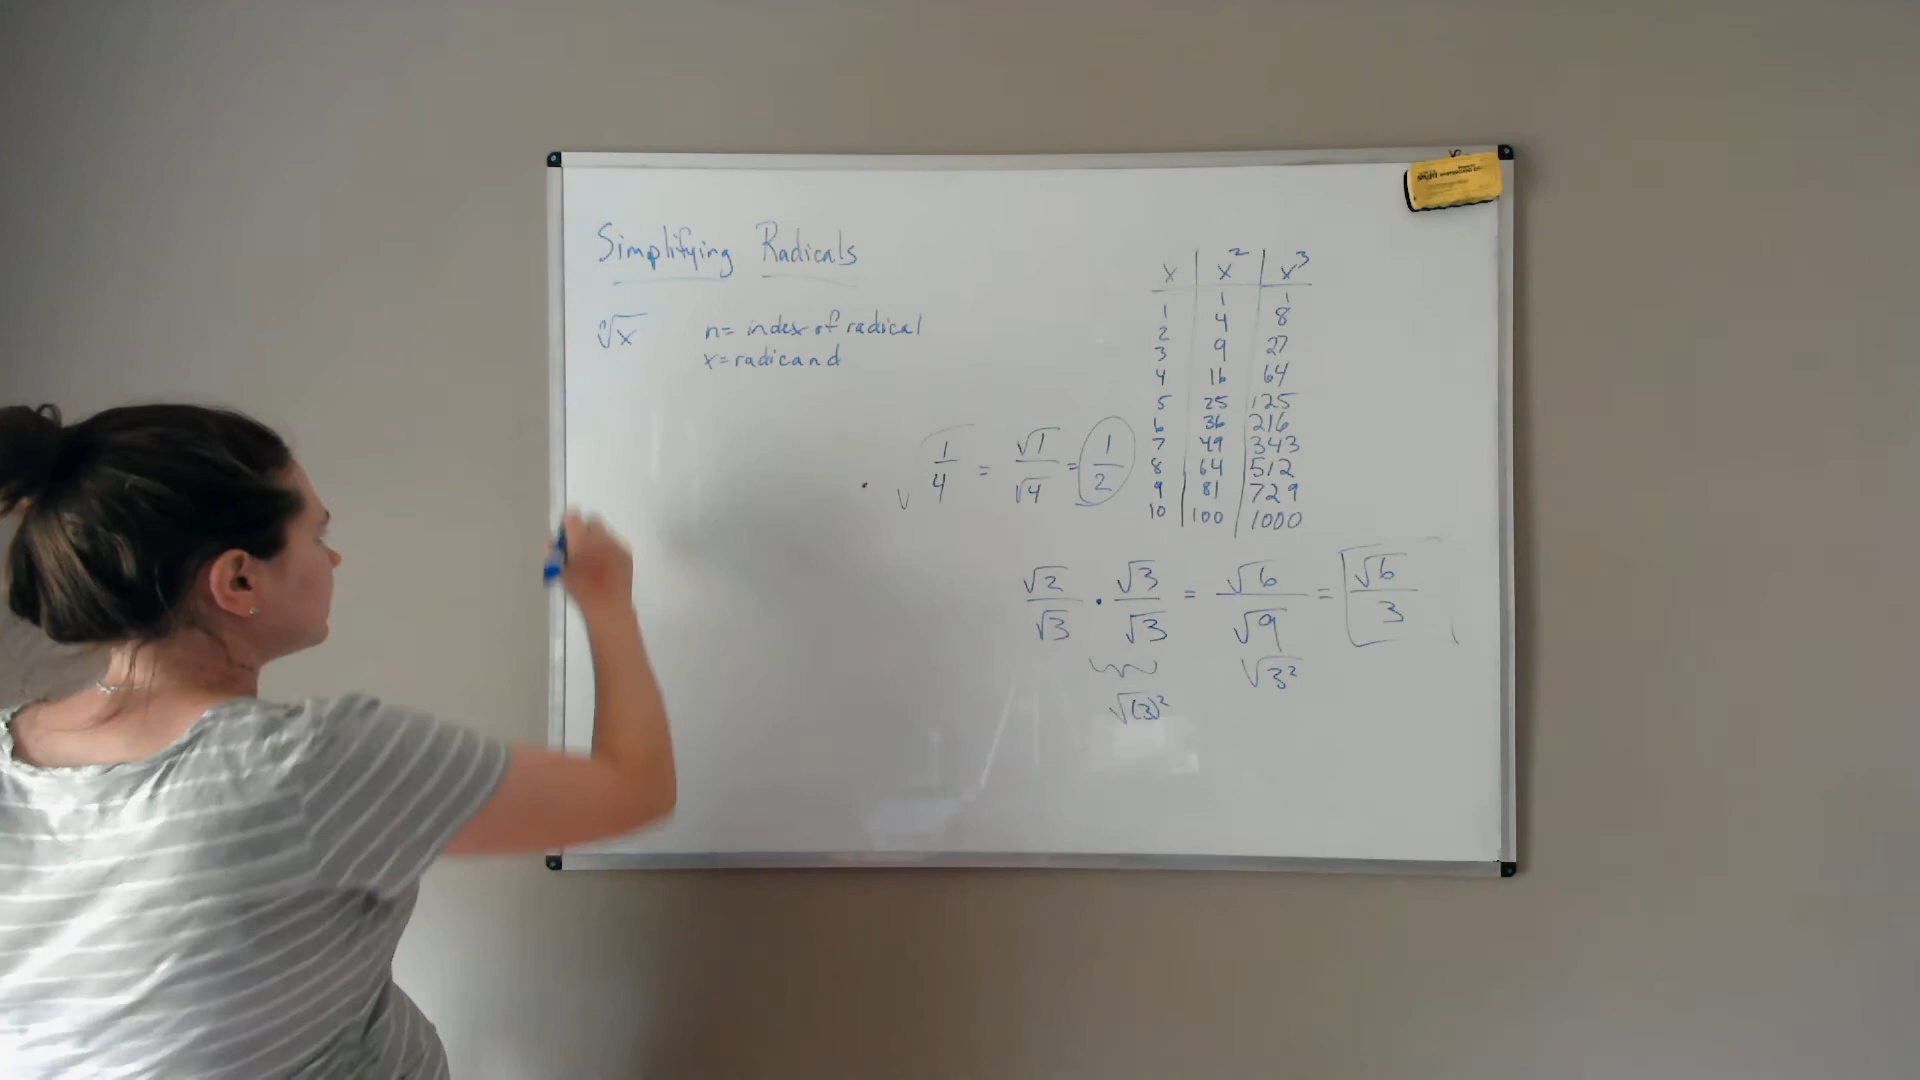 Simplifying Radicals
ⁿ√x n= index of radical
x=radicand
x | x² | x³
1 | 1 | 1
2 | 4 | 8
3 | 9 | 27
4 | 16 | 64
5 | 25 | 125
6 | 36 | 216
7 | 49 | 343
8 | 64 | 512
9 | 81 | 729
10 | 100 | 1000
• √(1/4) = √1/√4 = 1/2
√2/√3 • √3/√3 = √6/√9 = √6/3
√(3)² √3²